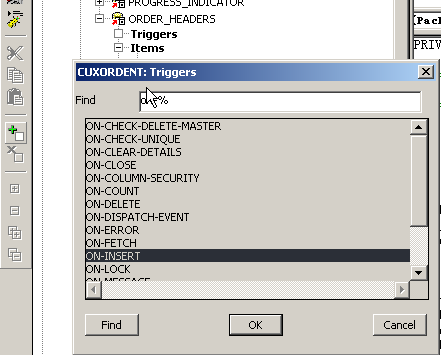 PROGRESS_INDICATOR
ORDER_HEADERS
Triggers
Items
(Pac
PRIV
CUXORDENT: Triggers
Find
ON-CHECK-DELETE-MASTER
ON-CHECK-UNIQUE
ON-CLEAR-DETAILS
ON-CLOSE
ON-COLUMN-SECURITY
ON-COUNT
ON-DELETE
ON-DISPATCH-EVENT
ON-ERROR
ON-FETCH
ON-INSERT
ON-LOCK
ON-MESSAGE
Find
OK
Cancel